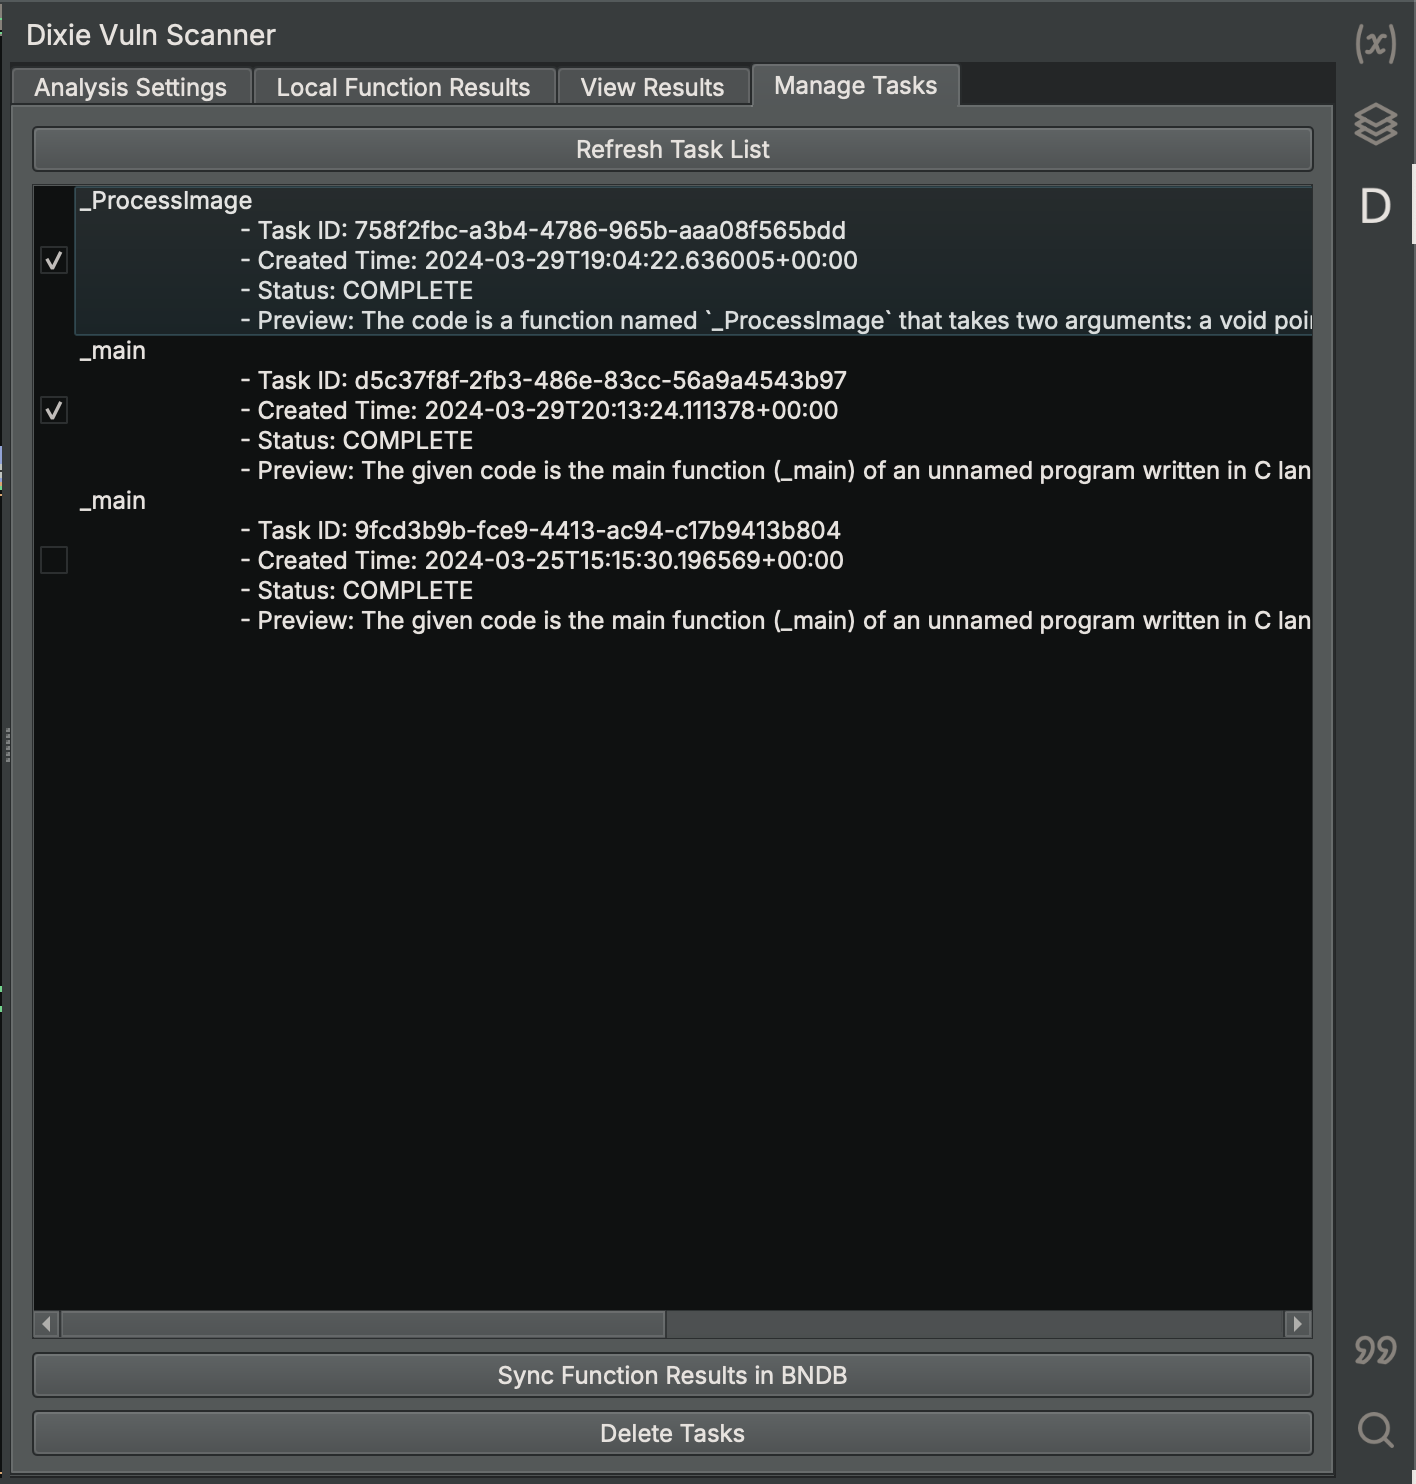 Dixie Vuln Scanner
Analysis Settings
Local Function Results
View Results
Manage Tasks
Refresh Task List
_ProcessImage
- Task ID: 758f2fbc-a3b4-4786-965b-aaa08f565bdd
- Created Time: 2024-03-29T19:04:22.636005+00:00
- Status: COMPLETE
- Preview: The code is a function named `_ProcessImage` that takes two arguments: a void poi
_main
- Task ID: d5c37f8f-2fb3-486e-83cc-56a9a4543b97
- Created Time: 2024-03-29T20:13:24.111378+00:00
- Status: COMPLETE
- Preview: The given code is the main function (_main) of an unnamed program written in C lan
_main
- Task ID: 9fcd3b9b-fce9-4413-ac94-c17b9413b804
- Created Time: 2024-03-25T15:15:30.196569+00:00
- Status: COMPLETE
- Preview: The given code is the main function (_main) of an unnamed program written in C lan
Sync Function Results in BNDB
Delete Tasks
(x)
D